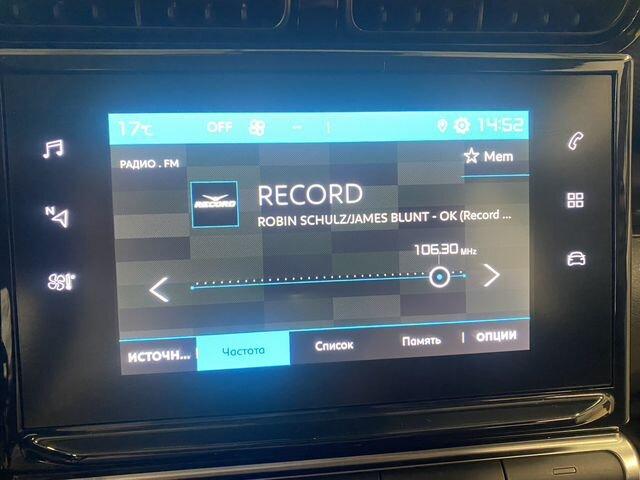 17°C OFF 14:52
РАДИО . FM
Mem
RECORD
RECORD
ROBIN SCHULZ/JAMES BLUNT - OK (Record ...
106.30 MHz
N
ИСТОЧН... Частота Список Память ОПЦИИ